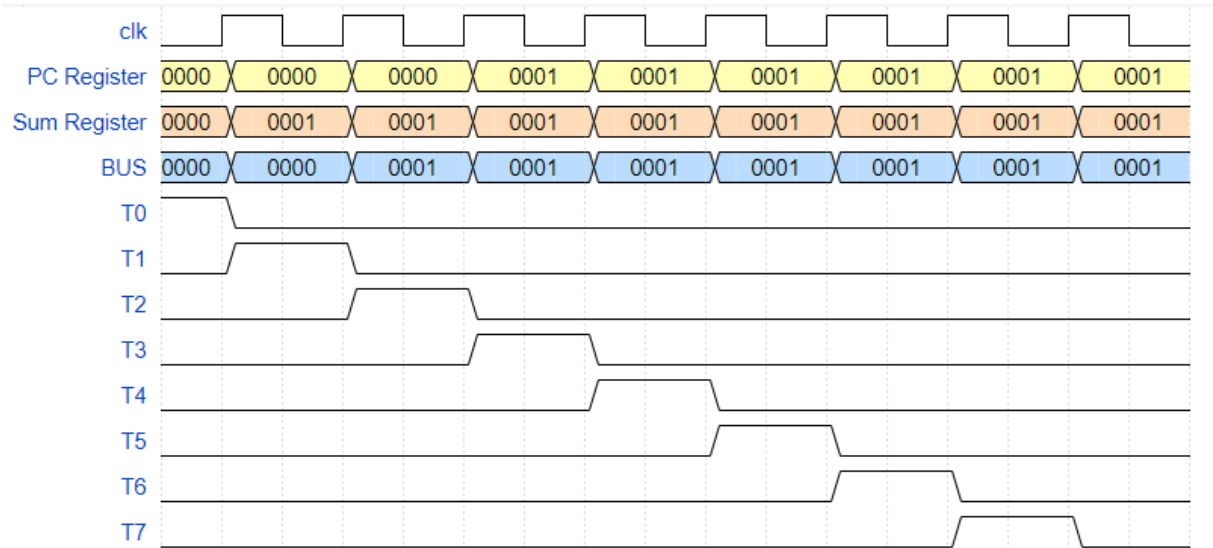 clk
PC Register 0000 0000 0000 0001 0001 0001 0001 0001 0001
Sum Register 0000 0001 0001 0001 0001 0001 0001 0001 0001
BUS 0000 0000 0001 0001 0001 0001 0001 0001 0001
T0
T1
T2
T3
T4
T5
T6
T7